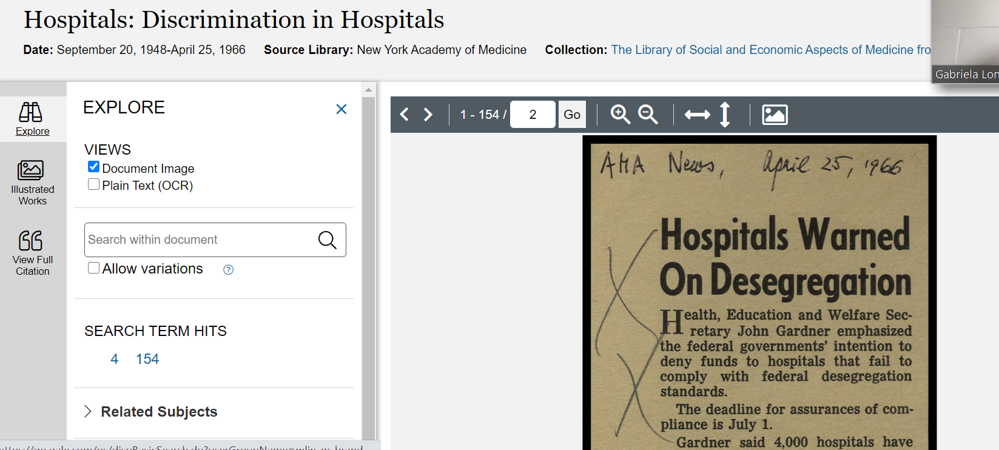 Hospitals: Discrimination in Hospitals
Date: September 20, 1948-April 25, 1966 Source Library: New York Academy of Medicine Collection: The Library of Social and Economic Aspects of Medicine fro
Gabriela Lon
Explore
Illustrated
Works
View Full
Citation
EXPLORE
VIEWS
Document Image
Plain Text (OCR)
Search within document
Allow variations ?
SEARCH TERM HITS
4 154
Related Subjects
1 - 154 / 2 Go
AMA News, April 25, 1966
Hospitals Warned
On Desegregation
Health, Education and Welfare Sec-
retary John Gardner emphasized
the federal governments' intention to
deny funds to hospitals that fail to
comply with federal desegregation
standards.
The deadline for assurances of com-
pliance is July 1.
Gardner said 4,000 hospitals have